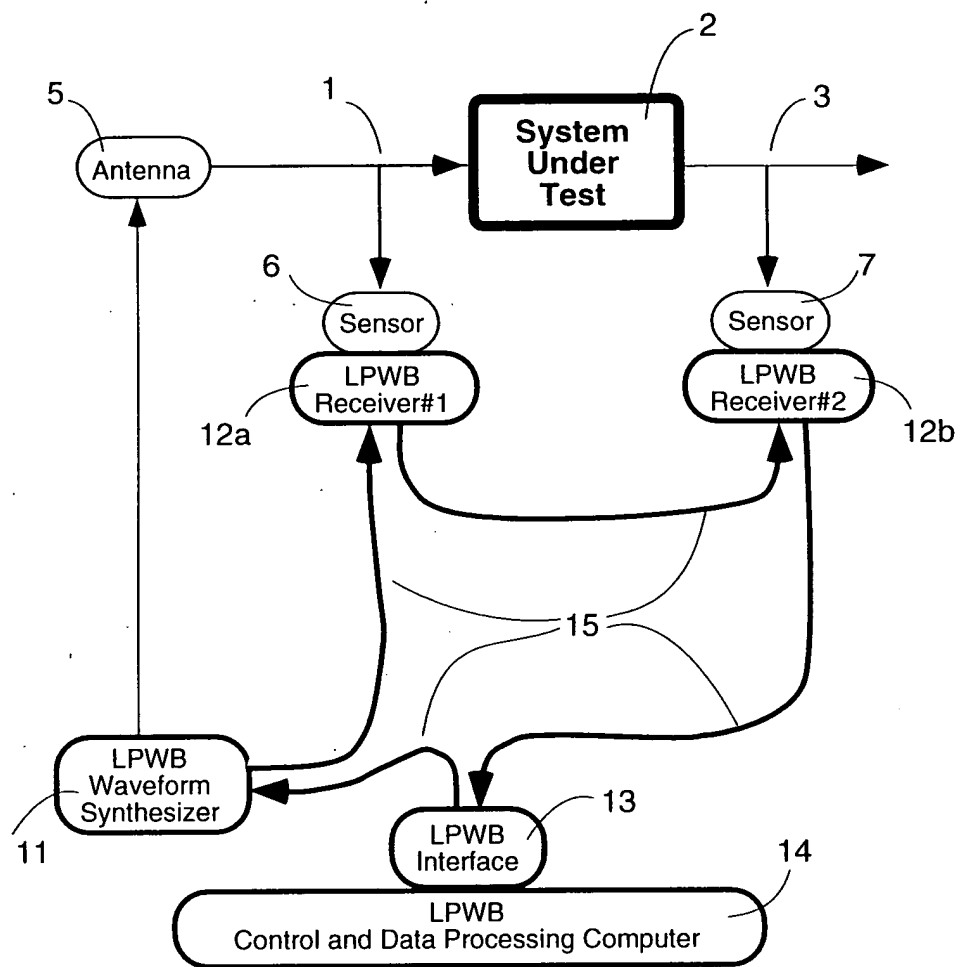 2
5
1
3
System
Under
Test
Antenna
6
7
Sensor
Sensor
LPWB
Receiver#1
LPWB
Receiver#2
12a
12b
15
LPWB
Waveform
Synthesizer
11
13
LPWB
Interface
14
LPWB
Control and Data Processing Computer